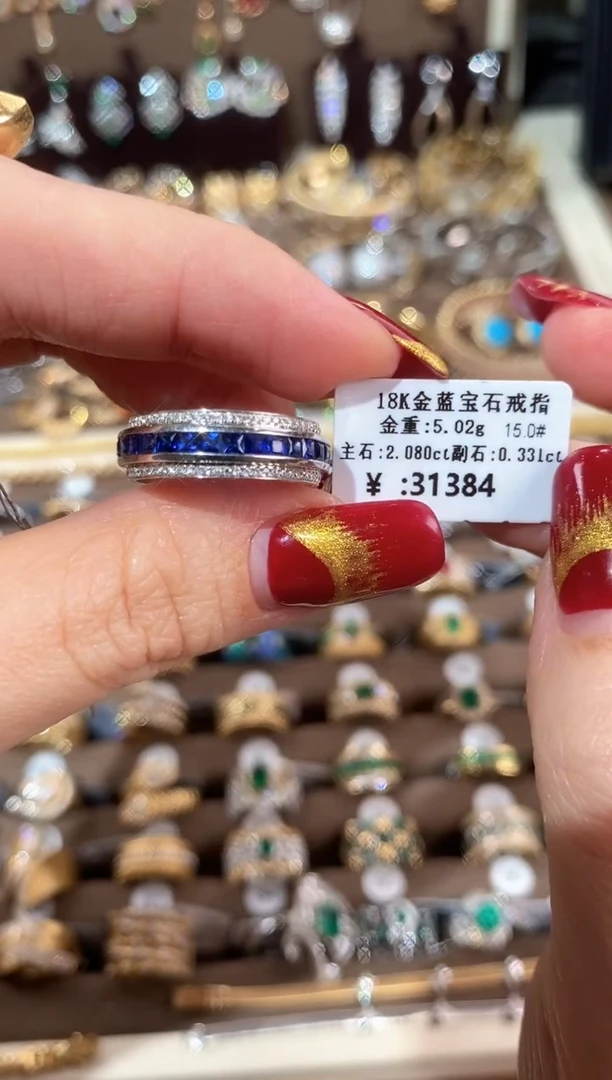 18K金蓝宝石戒指
金重:5.02g 15.0#
主石:2.080ct副石:0.331ct
¥ :31384